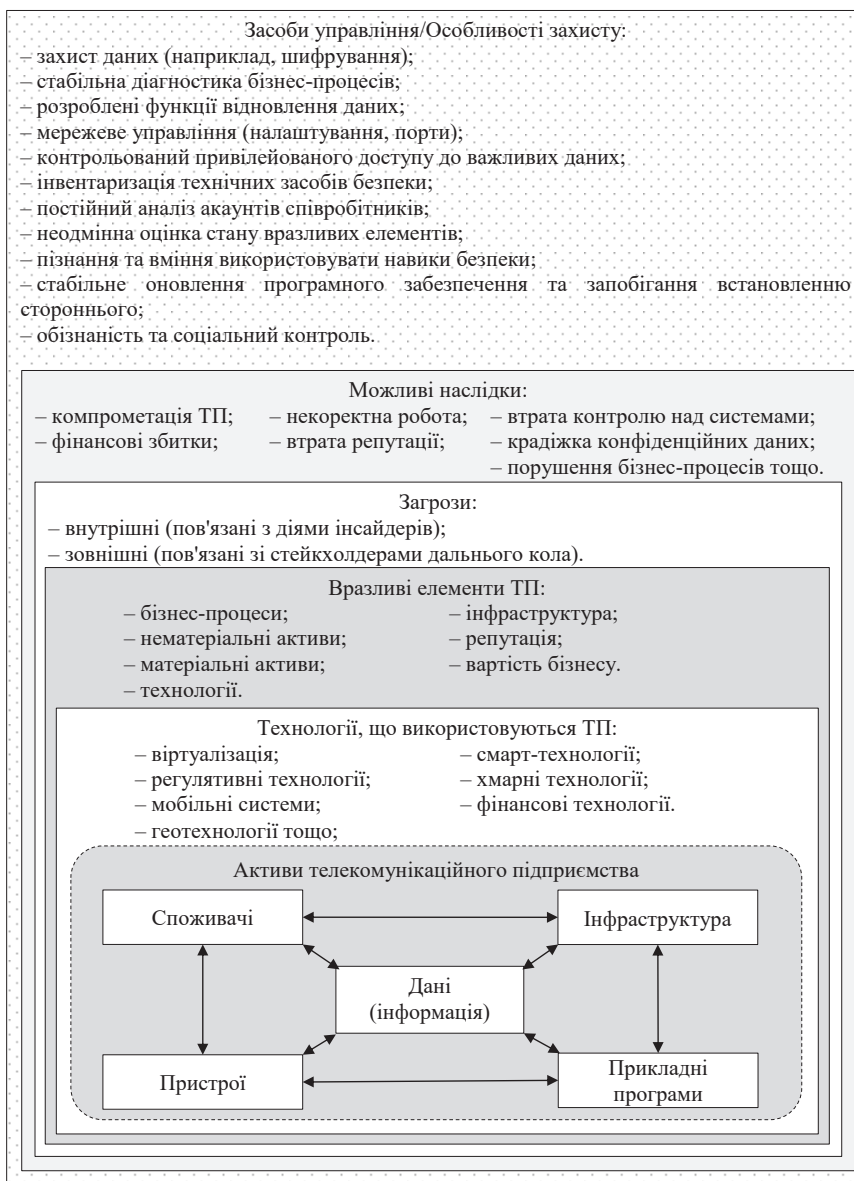 Засоби управління/Особливості захисту:
– захист даних (наприклад, шифрування);
– стабільна діагностика бізнес-процесів;
– розроблені функції відновлення даних;
– мережеве управління (налаштування, порти);
– контрольований привілейованого доступу до важливих даних;
– інвентаризація технічних засобів безпеки;
– постійний аналіз акаунтів співробітників;
– неодмінна оцінка стану вразливих елементів;
– пізнання та вміння використовувати навики безпеки;
– стабільне оновлення програмного забезпечення та запобігання встановленню
стороннього;
– обізнаність та соціальний контроль.
Можливі наслідки:
– компрометація ТП; – некоректна робота; – втрата контролю над системами;
– фінансові збитки; – втрата репутації; – крадіжка конфіденційних даних;
– порушення бізнес-процесів тощо.
Загрози:
– внутрішні (пов'язані з діями інсайдерів);
– зовнішні (пов'язані зі стейкхолдерами дальнього кола).
Вразливі елементи ТП:
– бізнес-процеси; – інфраструктура;
– нематеріальні активи; – репутація;
– матеріальні активи; – вартість бізнесу.
– технології.
Технології, що використовуються ТП:
– віртуалізація; – смарт-технології;
– регулятивні технології; – хмарні технології;
– мобільні системи; – фінансові технології.
– геотехнології тощо;
Активи телекомунікаційного підприємства
Споживачі Інфраструктура
Дані
(інформація)
Пристрої Прикладні
програми